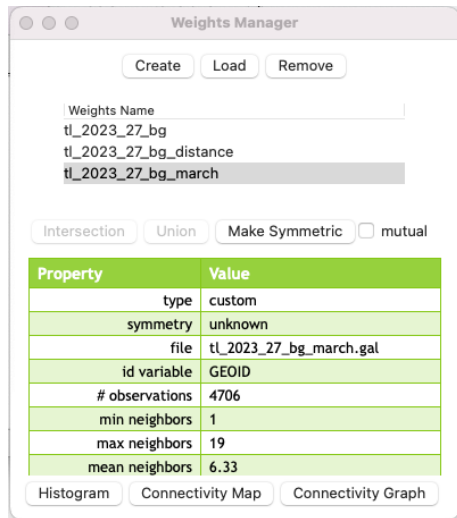 Weights Manager
Create Load Remove
Weights Name
tl_2023_27_bg
tl_2023_27_bg_distance
tl_2023_27_bg_march
Intersection Union Make Symmetric mutual
Property Value
type custom
symmetry unknown
file tl_2023_27_bg_march.gal
id variable GEOID
# observations 4706
min neighbors 1
max neighbors 19
mean neighbors 6.33
Histogram Connectivity Map Connectivity Graph